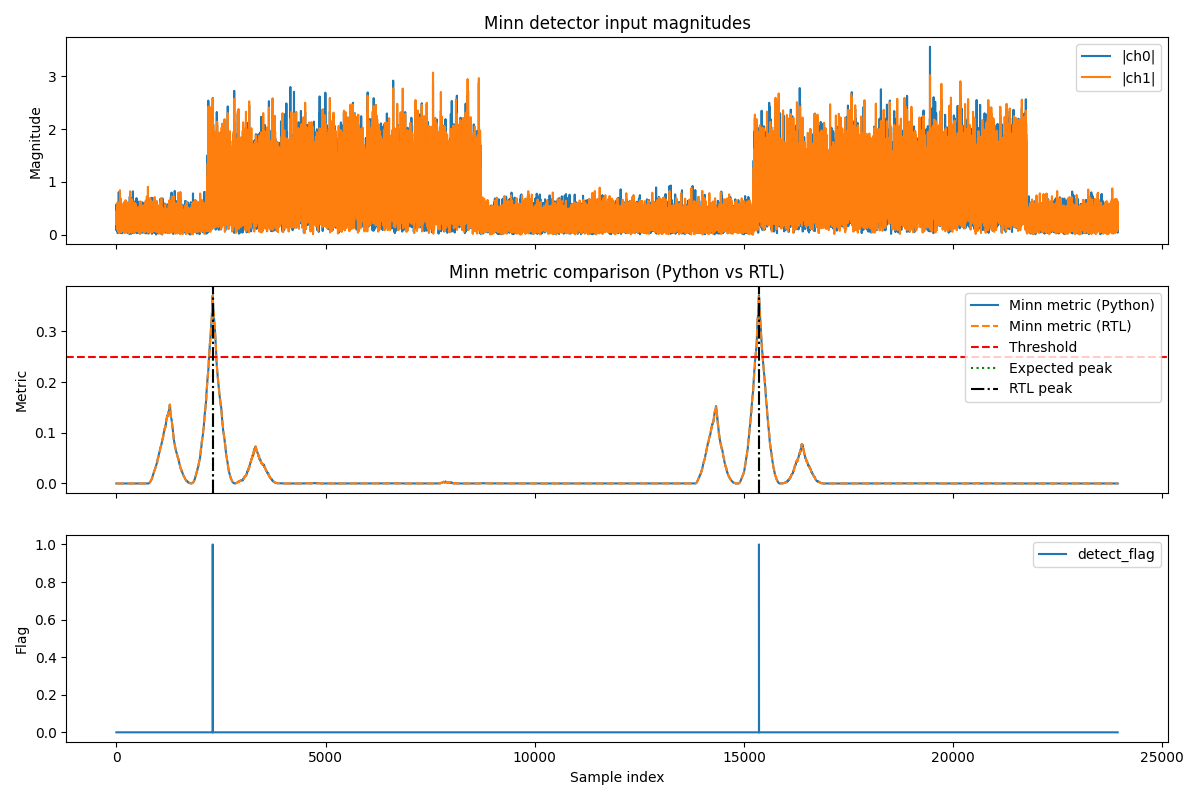 Minn detector input magnitudes
Magnitude
3
2
1
0
|ch0|
|ch1|
Minn metric comparison (Python vs RTL)
Metric
0.3
0.2
0.1
0.0
Minn metric (Python)
Minn metric (RTL)
Threshold
Expected peak
RTL peak
Flag
1.0
0.8
0.6
0.4
0.2
0.0
detect_flag
0 5000 10000 15000 20000 25000
Sample index